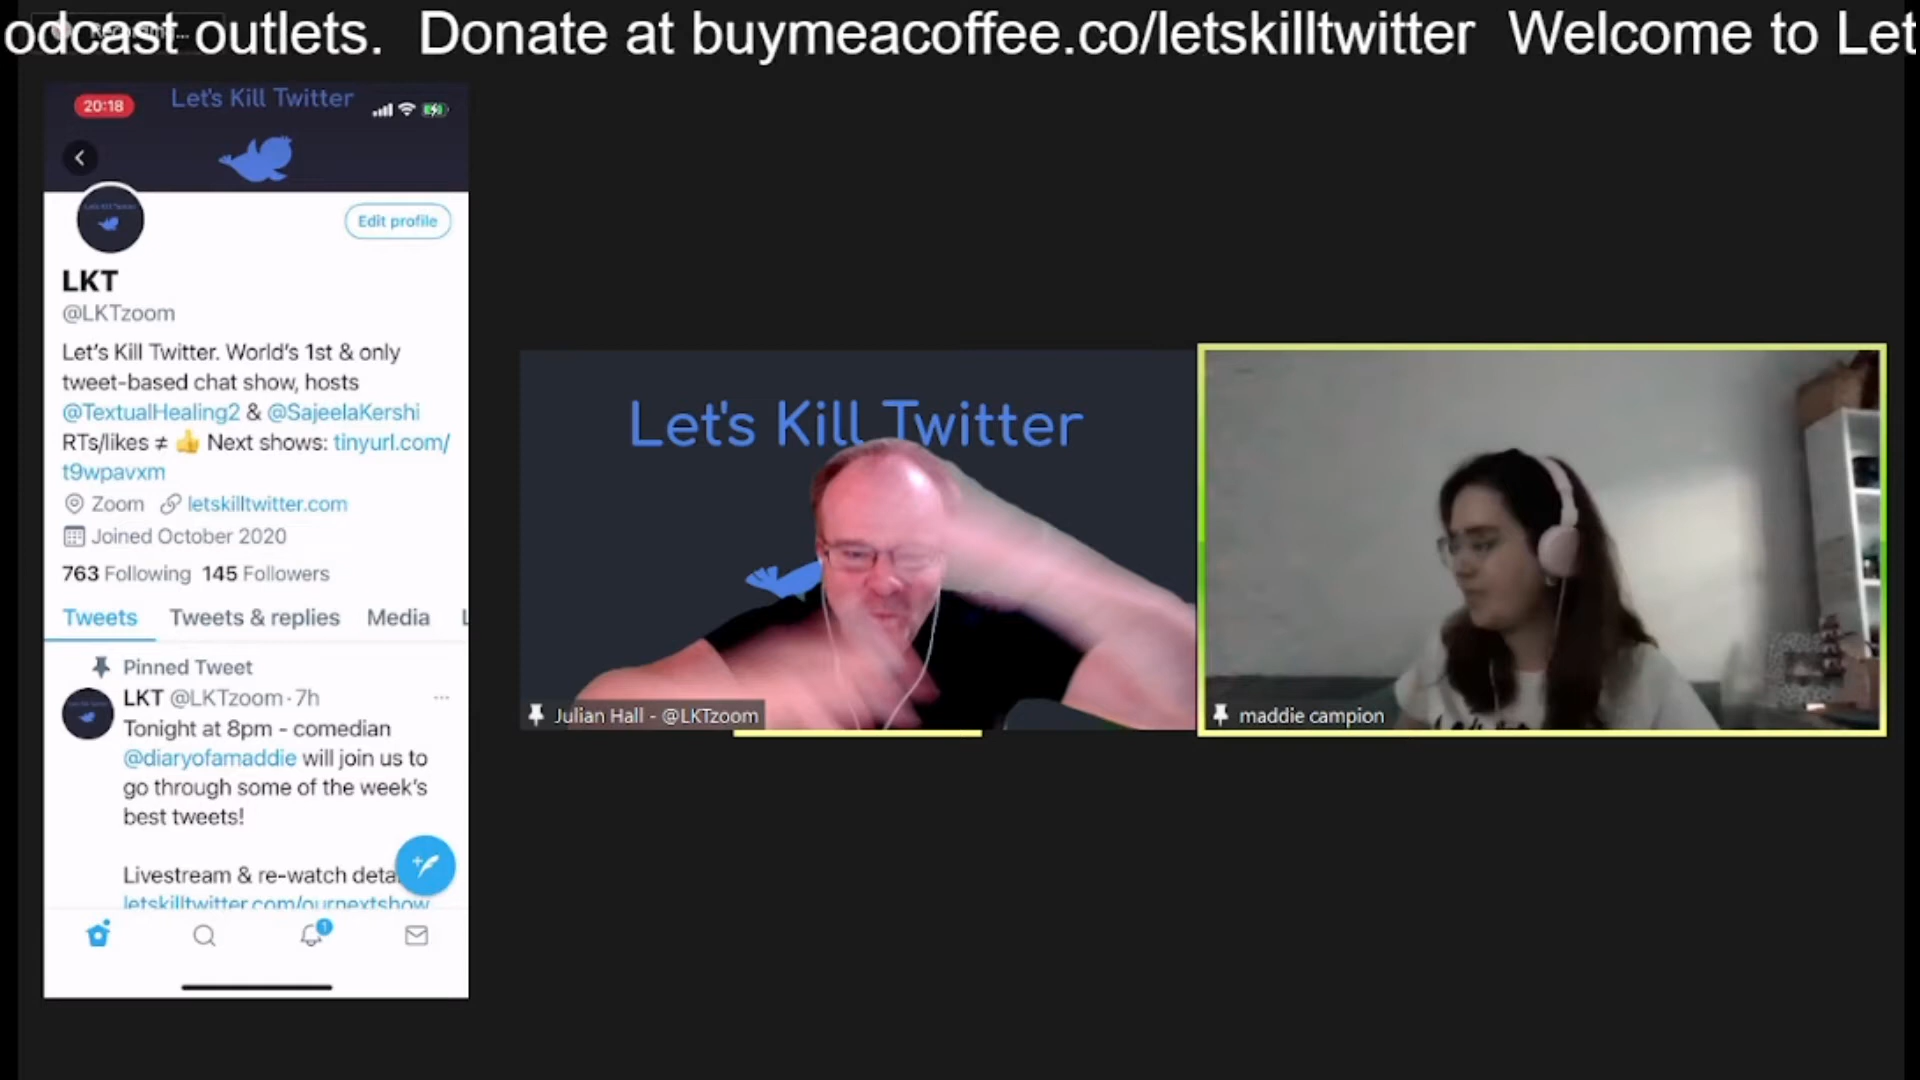 odcast outlets. Donate at buymeacoffee.co/letskilltwitter Welcome to Let
20:18
Let's Kill Twitter
Edit profile
LKT
@LKTzoom
Let's Kill Twitter. World's 1st & only
tweet-based chat show, hosts
@TextualHealing2 & @SajeelaKershi
RTs/likes ≠ 👍 Next shows: tinyurl.com/
t9wpavxm
Zoom letskilltwitter.com
Joined October 2020
763 Following 145 Followers
Tweets Tweets & replies Media L
Pinned Tweet
LKT @LKTzoom · 7h
Tonight at 8pm - comedian
@diaryofamaddie will join us to
go through some of the week's
best tweets!
Livestream & re-watch deta
letskilltwitter.com/ournextshow
1
Let's Kill Twitter
Julian Hall - @LKTzoom
maddie campion